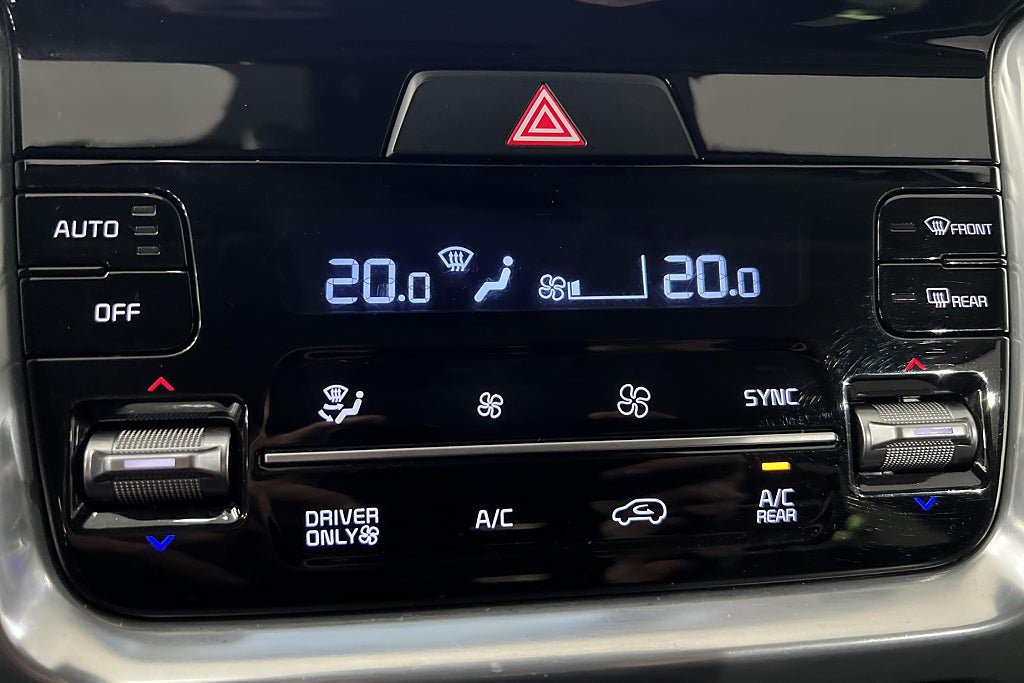 AUTO
FRONT
20.0 20.0
OFF
REAR
SYNC
DRIVER
ONLY
A/C
A/C
REAR